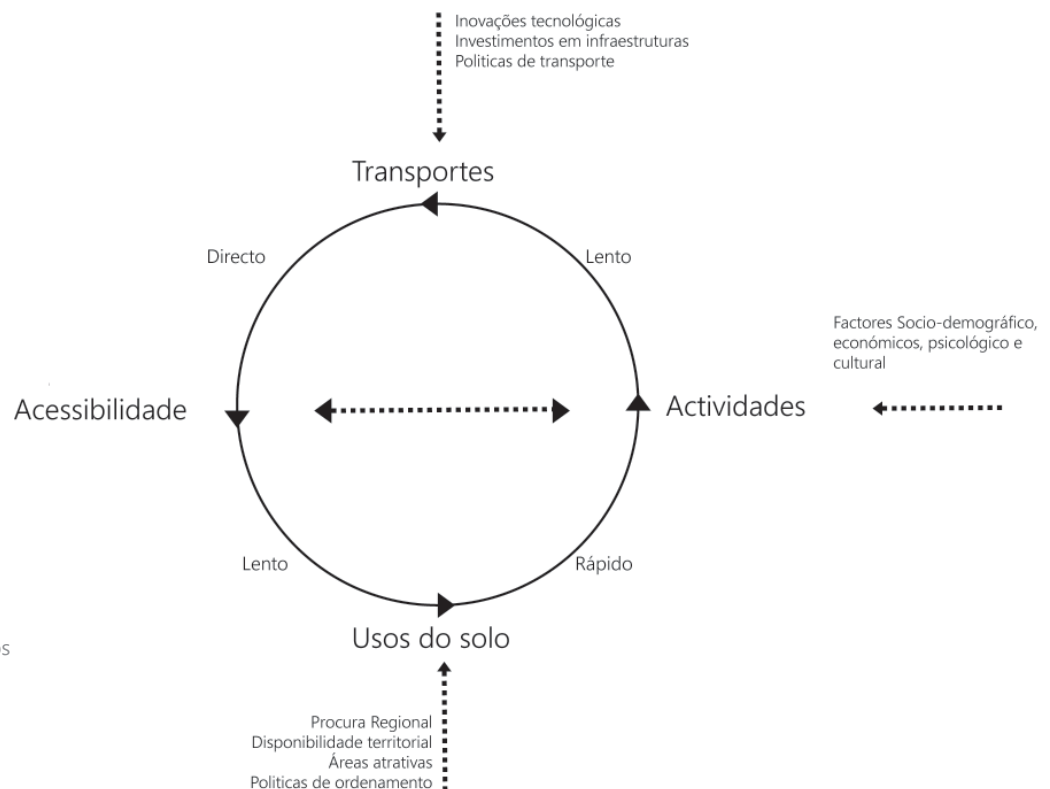 Inovações tecnológicas
Investimentos em infraestruturas
Politicas de transporte
Transportes
Directo
Lento
Factores Socio-demográfico,
económicos, psicológico e
cultural
Acessibilidade
Actividades
Lento
Rápido
Usos do solo
Procura Regional
Disponibilidade territorial
Áreas atrativas
Politicas de ordenamento